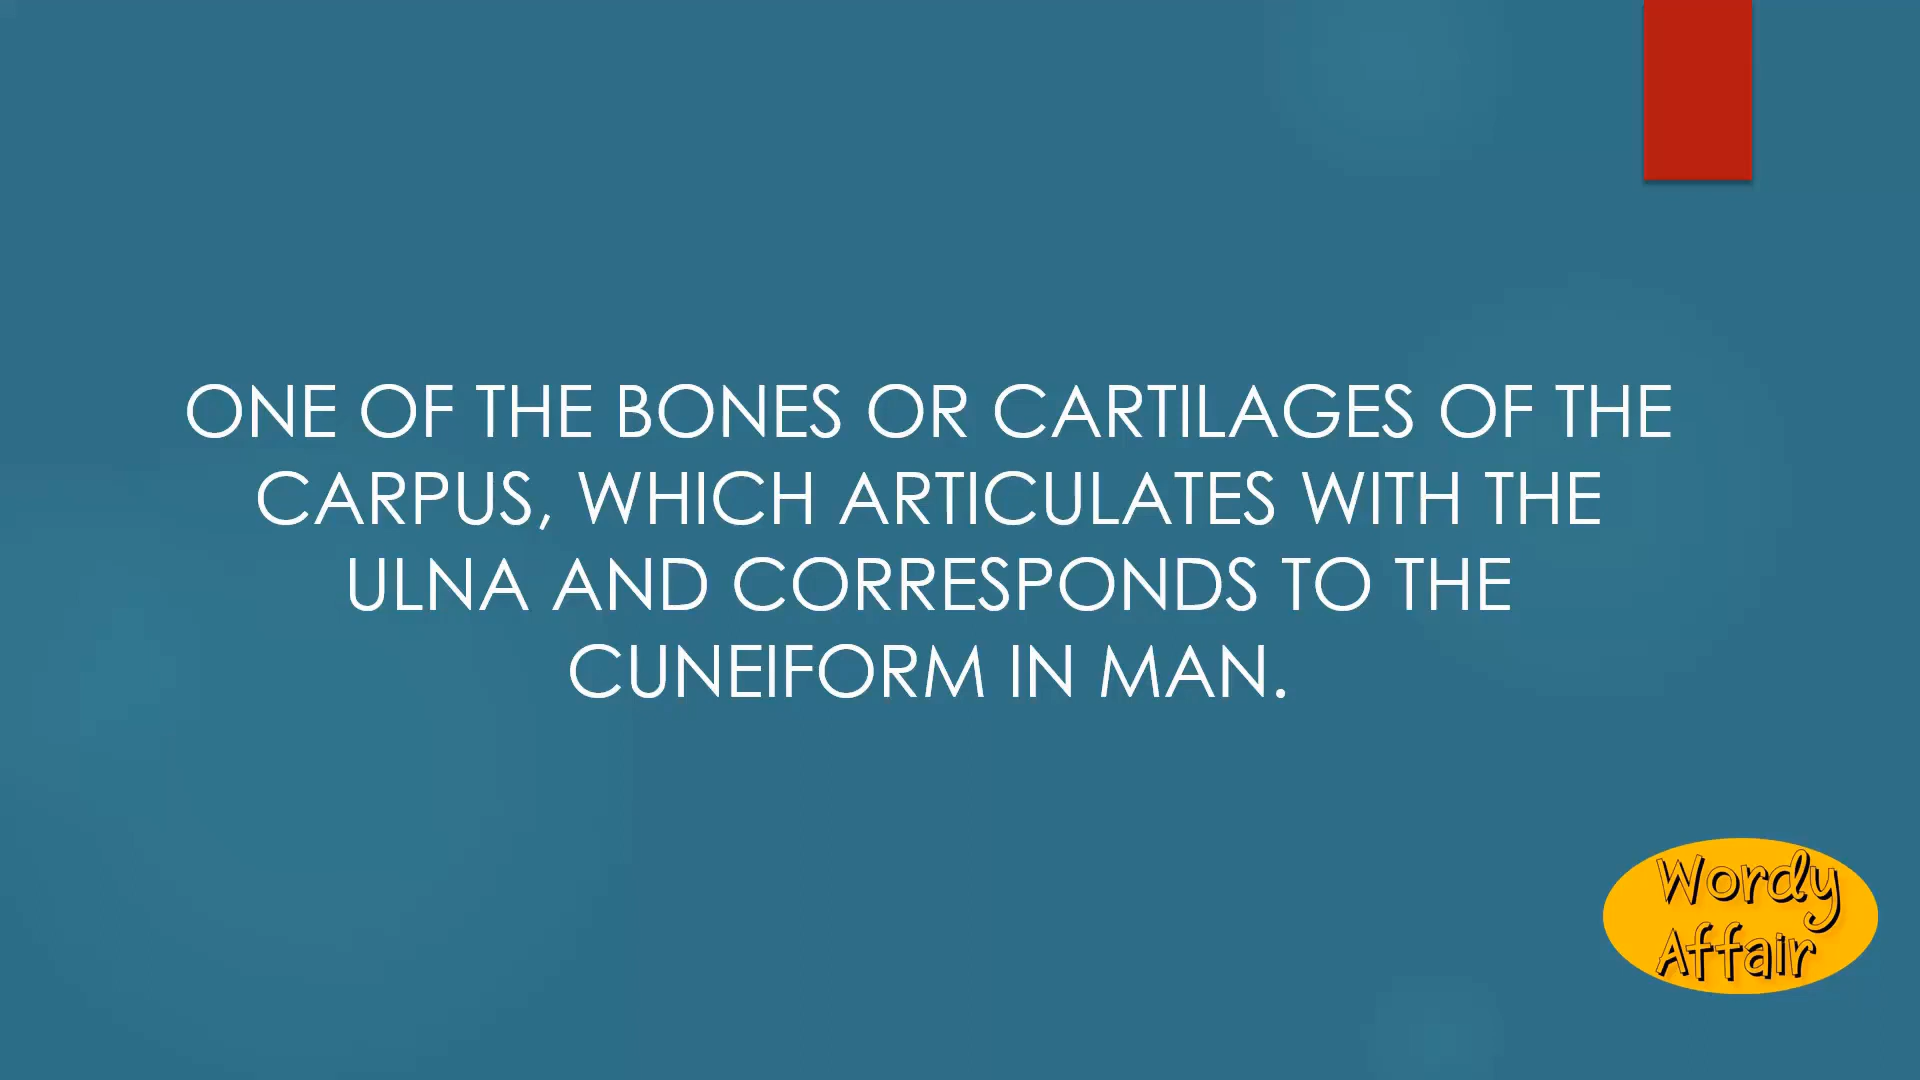 ONE OF THE BONES OR CARTILAGES OF THE
CARPUS, WHICH ARTICULATES WITH THE
ULNA AND CORRESPONDS TO THE
CUNEIFORM IN MAN.
Wordy
Affair